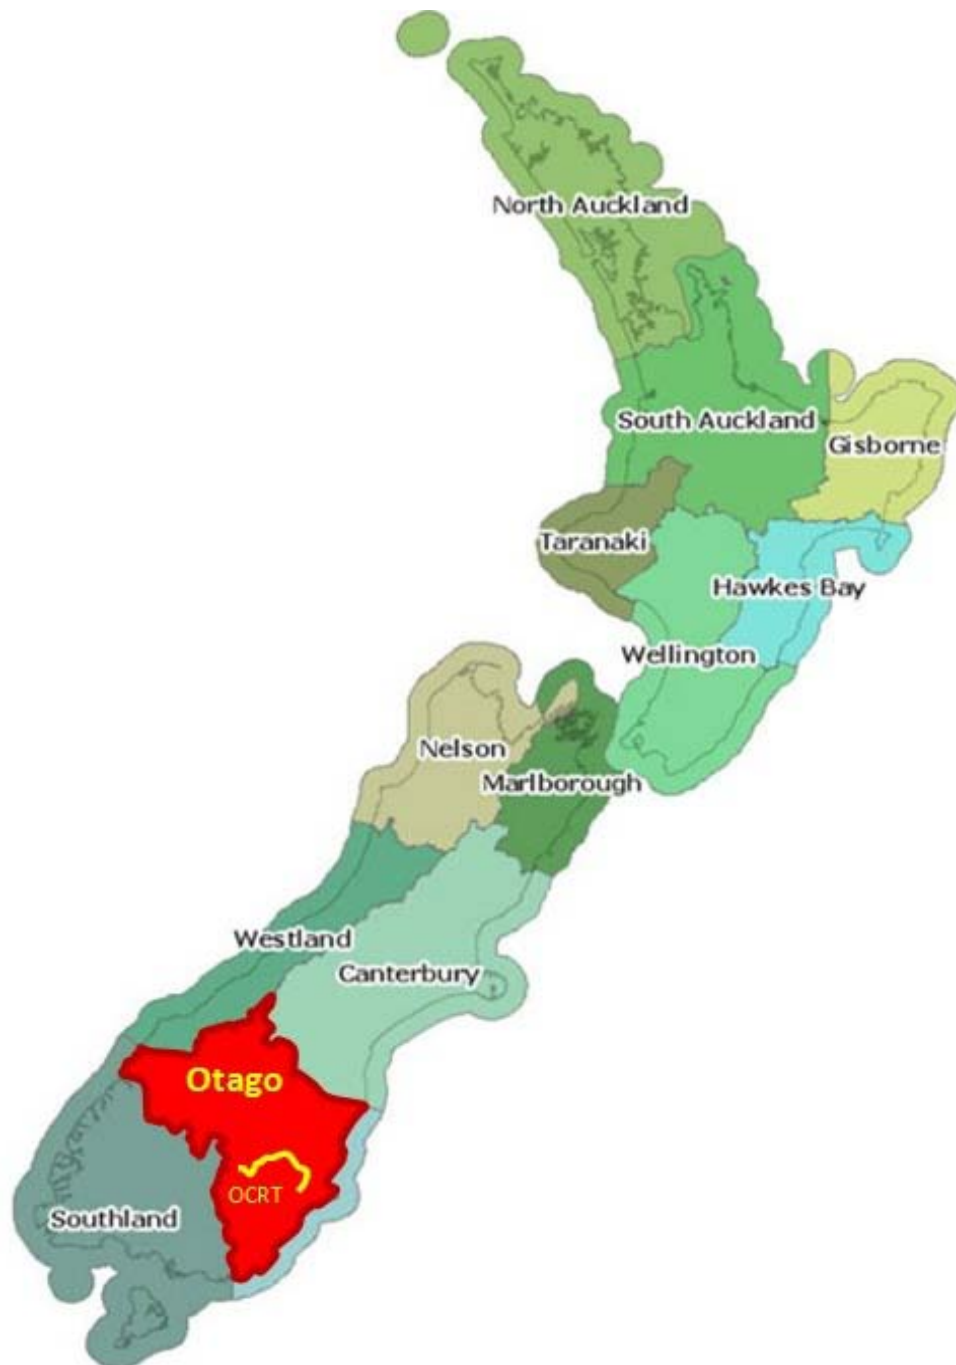 North Auckland
South Auckland
Gisborne
Taranaki
Hawkes Bay
Wellington
Nelson
Marlborough
Westland
Canterbury
Otago
OCRT
Southland